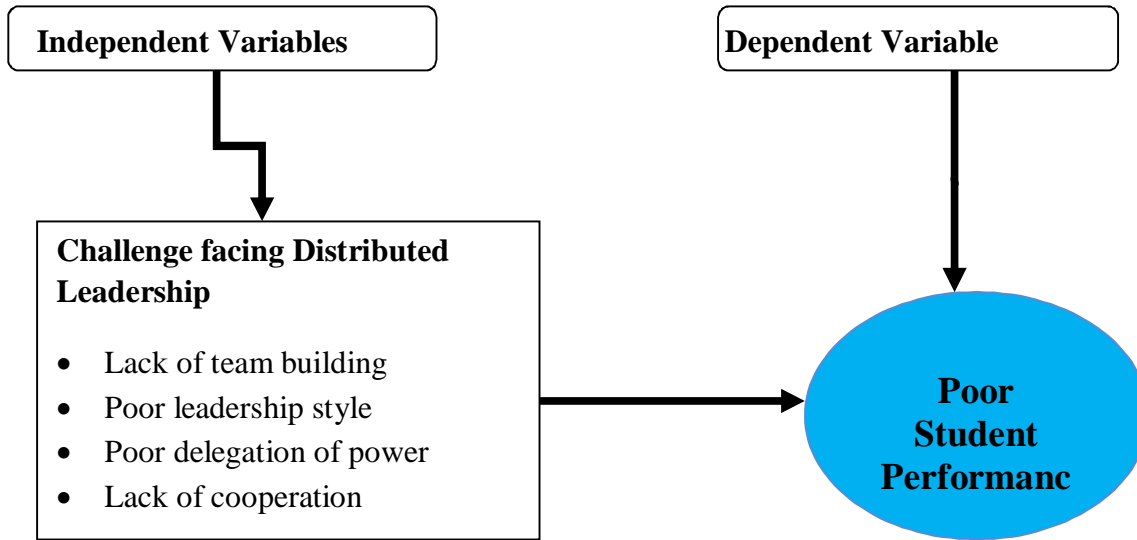 Independent Variables
Dependent Variable
Challenge facing Distributed
Leadership
• Lack of team building
• Poor leadership style
• Poor delegation of power
• Lack of cooperation
Poor
Student
Performanc